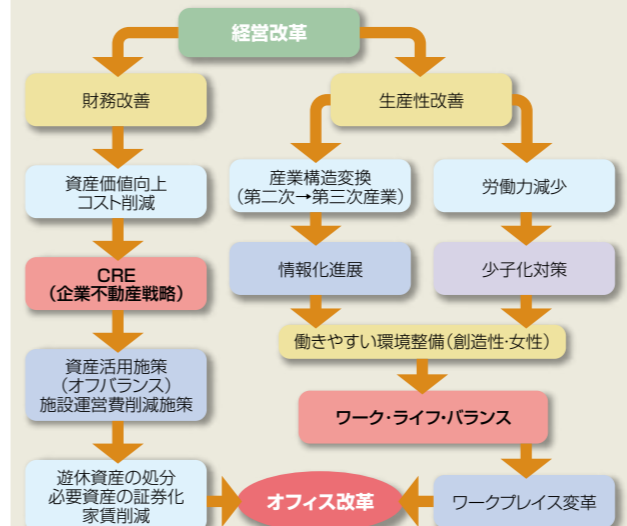 経営改革
財務改善
生産性改善
資産価値向上
コスト削減
産業構造変換
（第二次→第三次産業）
労働力減少
CRE
（企業不動産戦略）
情報化進展
少子化対策
働きやすい環境整備（創造性・女性）
資産活用施策
（オフバランス）
施設運営費削減施策
ワーク・ライフ・バランス
遊休資産の処分
必要資産の証券化
家賃削減
オフィス改革
ワークプレイス変革